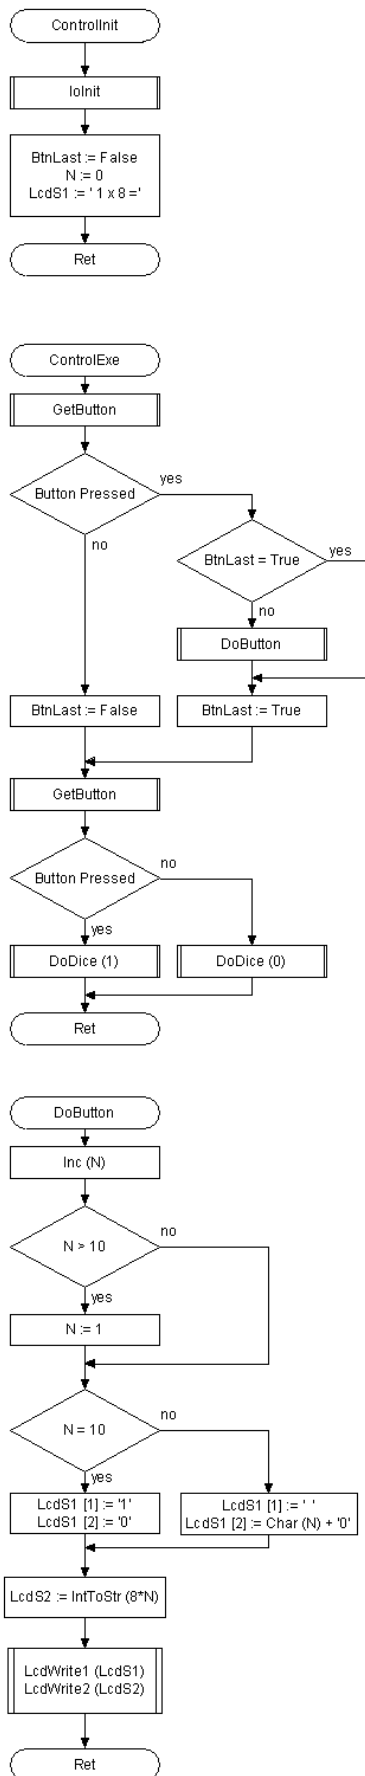 ControlInit
IoInit
BtnLast := False
N := 0
LcdS1 := ' 1 x 8 ='
Ret
ControlExe
GetButton
Button Pressed
yes
no
BtnLast = True
yes
no
DoButton
BtnLast := False
BtnLast := True
GetButton
Button Pressed
no
yes
DoDice (1)
DoDice (0)
Ret
DoButton
Inc (N)
N > 10
no
yes
N := 1
N = 10
no
yes
LcdS1 [1] := '1'
LcdS1 [2] := '0'
LcdS1 [1] := ' '
LcdS1 [2] := Char (N) + '0'
LcdS2 := IntToStr (8*N)
LcdWrite1 (LcdS1)
LcdWrite2 (LcdS2)
Ret